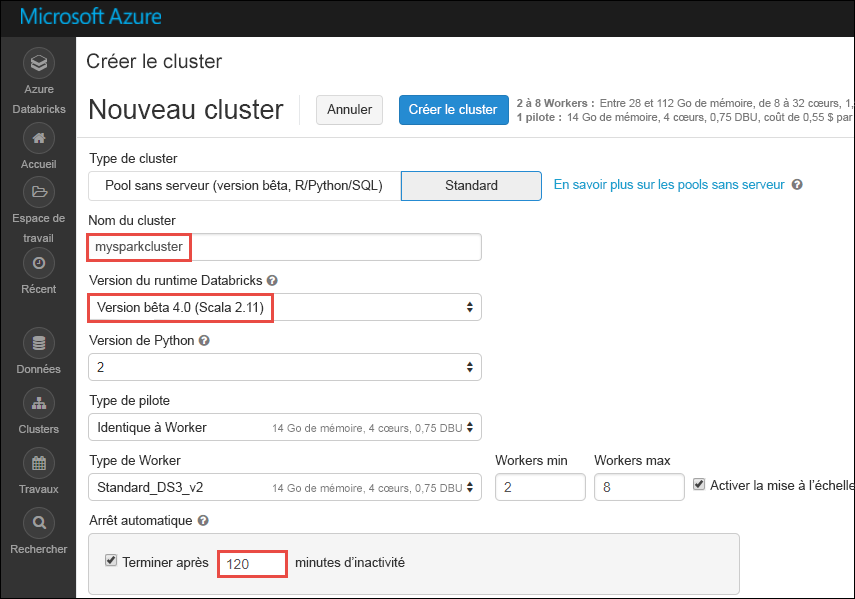 Microsoft Azure
Azure
Databricks
Accueil
Espace de
travail
Récent
Données
Clusters
Travaux
Rechercher
Créer le cluster
Nouveau cluster
Annuler
Créer le cluster
2 à 8 Workers : Entre 28 et 112 Go de mémoire, de 8 à 32 cœurs, 1,
1 pilote : 14 Go de mémoire, 4 cœurs, 0,75 DBU, coût de 0,55 $ par
Type de cluster
Pool sans serveur (version bêta, R/Python/SQL)
Standard
En savoir plus sur les pools sans serveur ?
Nom du cluster
mysparkcluster
Version du runtime Databricks ?
Version bêta 4.0 (Scala 2.11)
Version de Python ?
2
Type de pilote
Identique à Worker 14 Go de mémoire, 4 cœurs, 0,75 DBU
Type de Worker
Workers min
Workers max
Standard_DS3_v2 14 Go de mémoire, 4 cœurs, 0,75 DBU
2
8
Activer la mise à l’échelle
Arrêt automatique ?
Terminer après 120 minutes d’inactivité